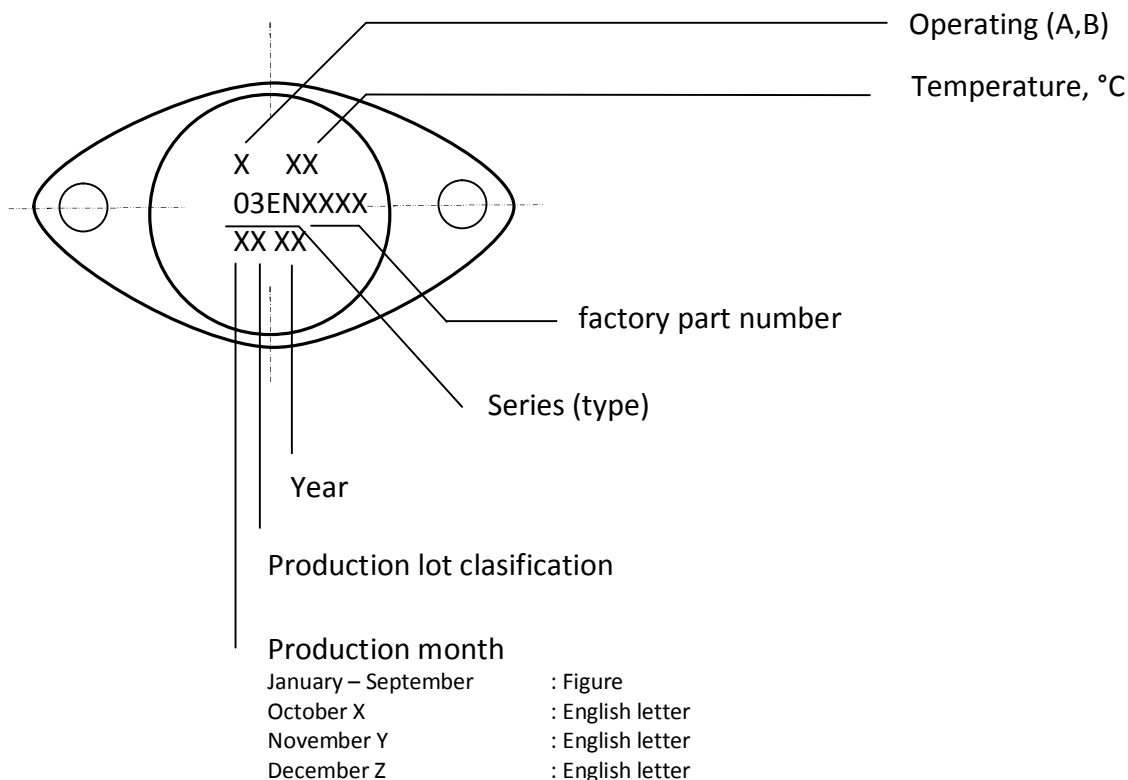 Operating (A,B)
Temperature, °C
X XX
03ENXXXX
XX XX
factory part number
Series (type)
Year
Production lot clasification
Production month
January – September : Figure
October X : English letter
November Y : English letter
December Z : English letter